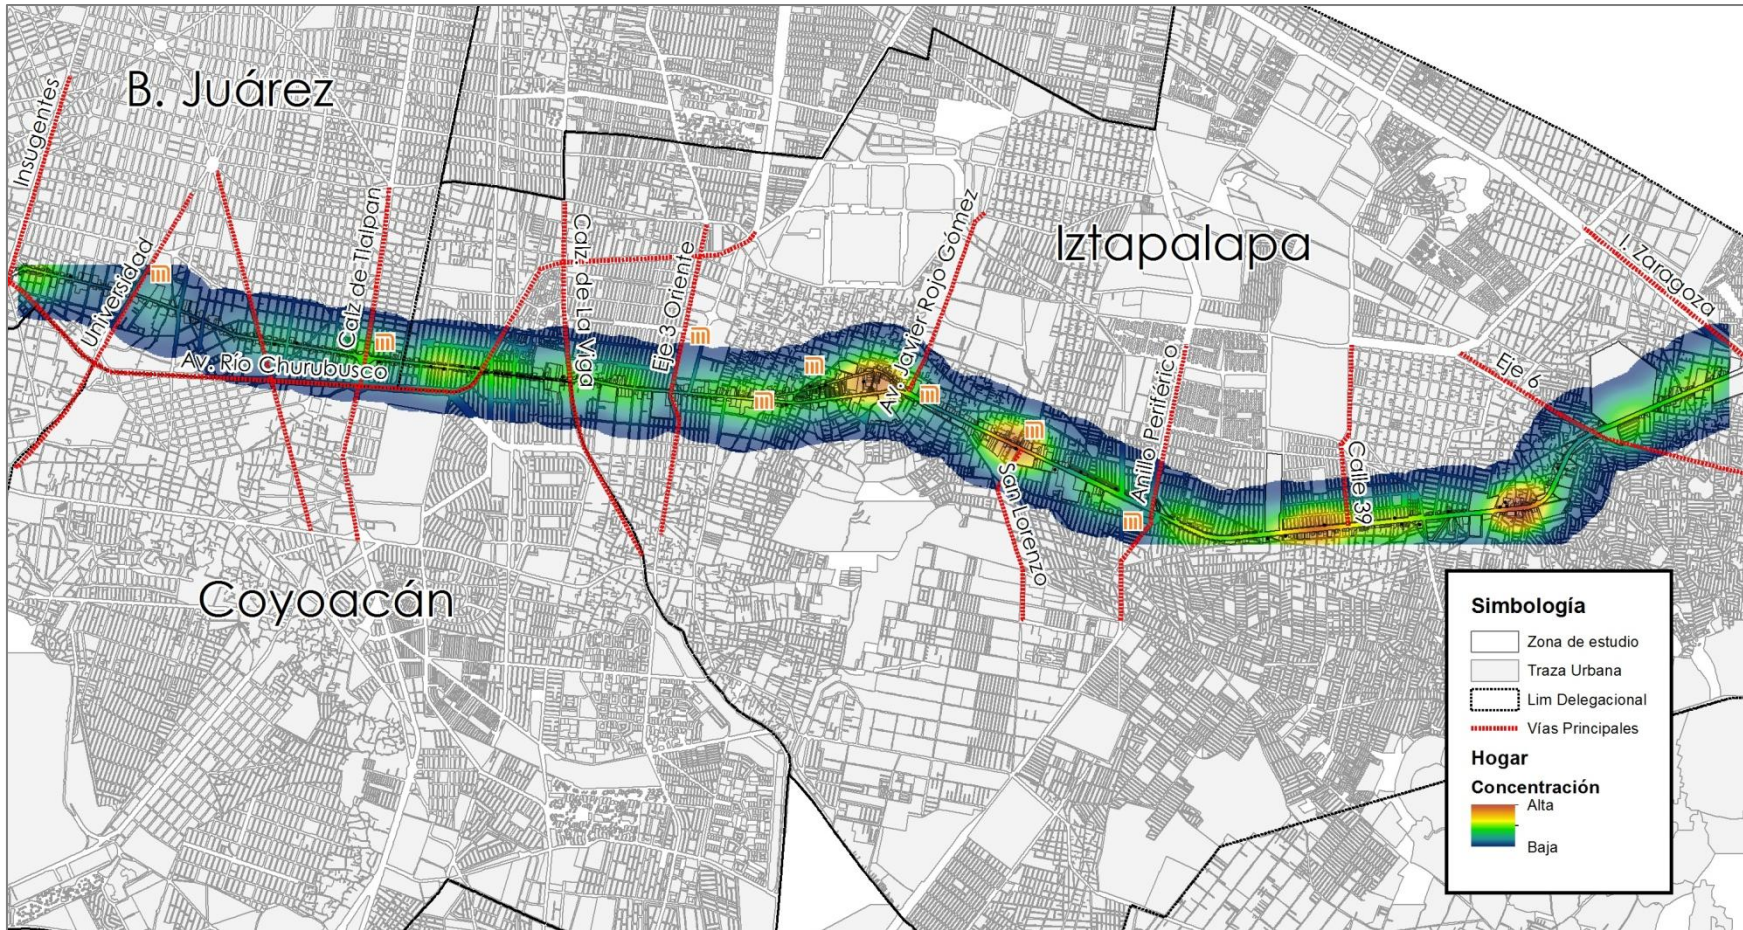 B. Juárez
Insugentes
Universidad
Calz de Tlalpan
Av. Río Churubusco
Calz. de La Viga
Eje 3 Oriente
Av. Javier Rojo Gómez
Iztapalapa
I. Zaragoza
Eje 6
Anillo Periférico
San Lorenzo
Calle 39
Coyoacán
Simbología
Zona de estudio
Traza Urbana
Lim Delegacional
Vías Principales
Hogar
Concentración
Alta
Baja